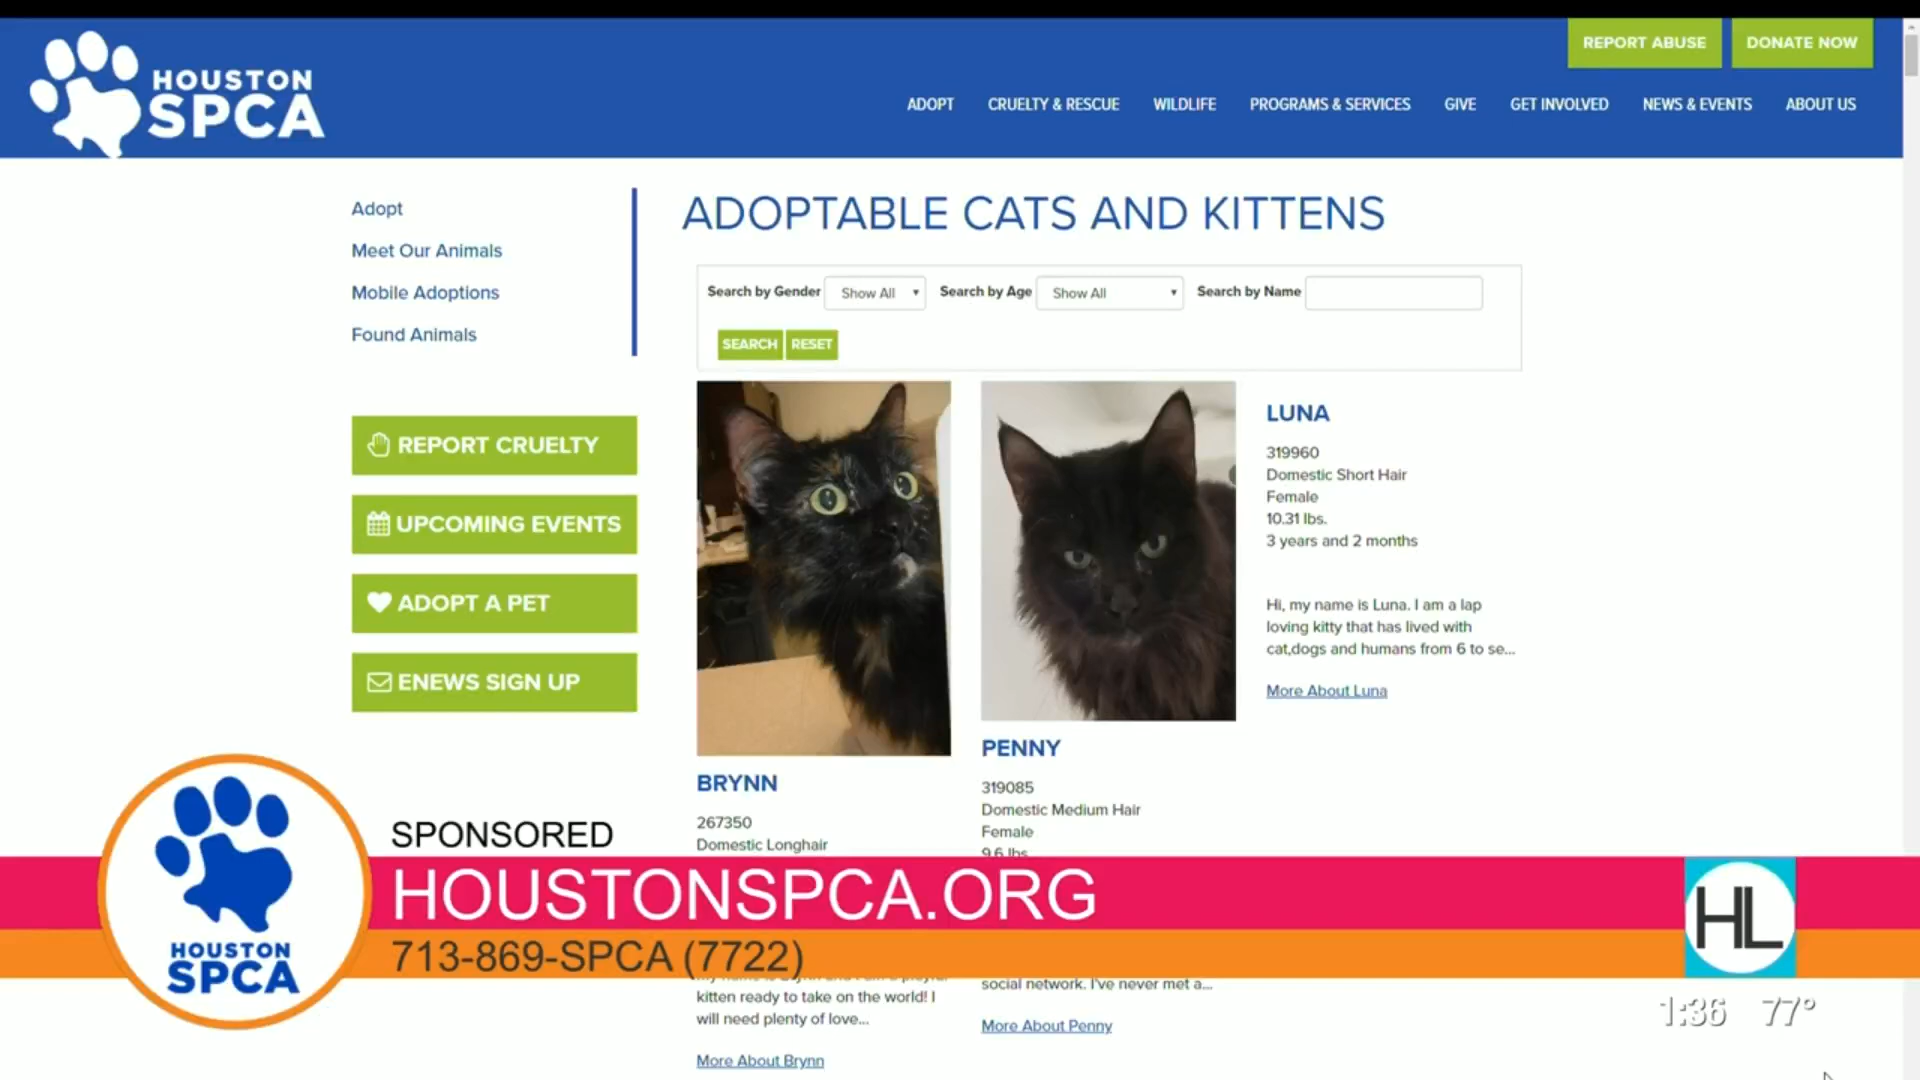 REPORT ABUSE
DONATE NOW
HOUSTON
SPCA
ADOPT
CRUELTY & RESCUE
WILDLIFE
PROGRAMS & SERVICES
GIVE
GET INVOLVED
NEWS & EVENTS
ABOUT US
Adopt
Meet Our Animals
Mobile Adoptions
Found Animals
REPORT CRUELTY
UPCOMING EVENTS
ADOPT A PET
ENEWS SIGN UP
ADOPTABLE CATS AND KITTENS
Search by Gender Show All Search by Age Show All Search by Name
SEARCH RESET
BRYNN
267350
Domestic Longhair
kitten ready to take on the world! I
will need plenty of love...
More About Brynn
PENNY
319085
Domestic Medium Hair
Female
9.6 lbs.
social network. I've never met a...
More About Penny
LUNA
319960
Domestic Short Hair
Female
10.31 lbs.
3 years and 2 months
Hi, my name is Luna. I am a lap
loving kitty that has lived with
cat,dogs and humans from 6 to se...
More About Luna
HOUSTON
SPCA
SPONSORED
HOUSTONSPCA.ORG
713-869-SPCA (7722)
HL
1:36 77°